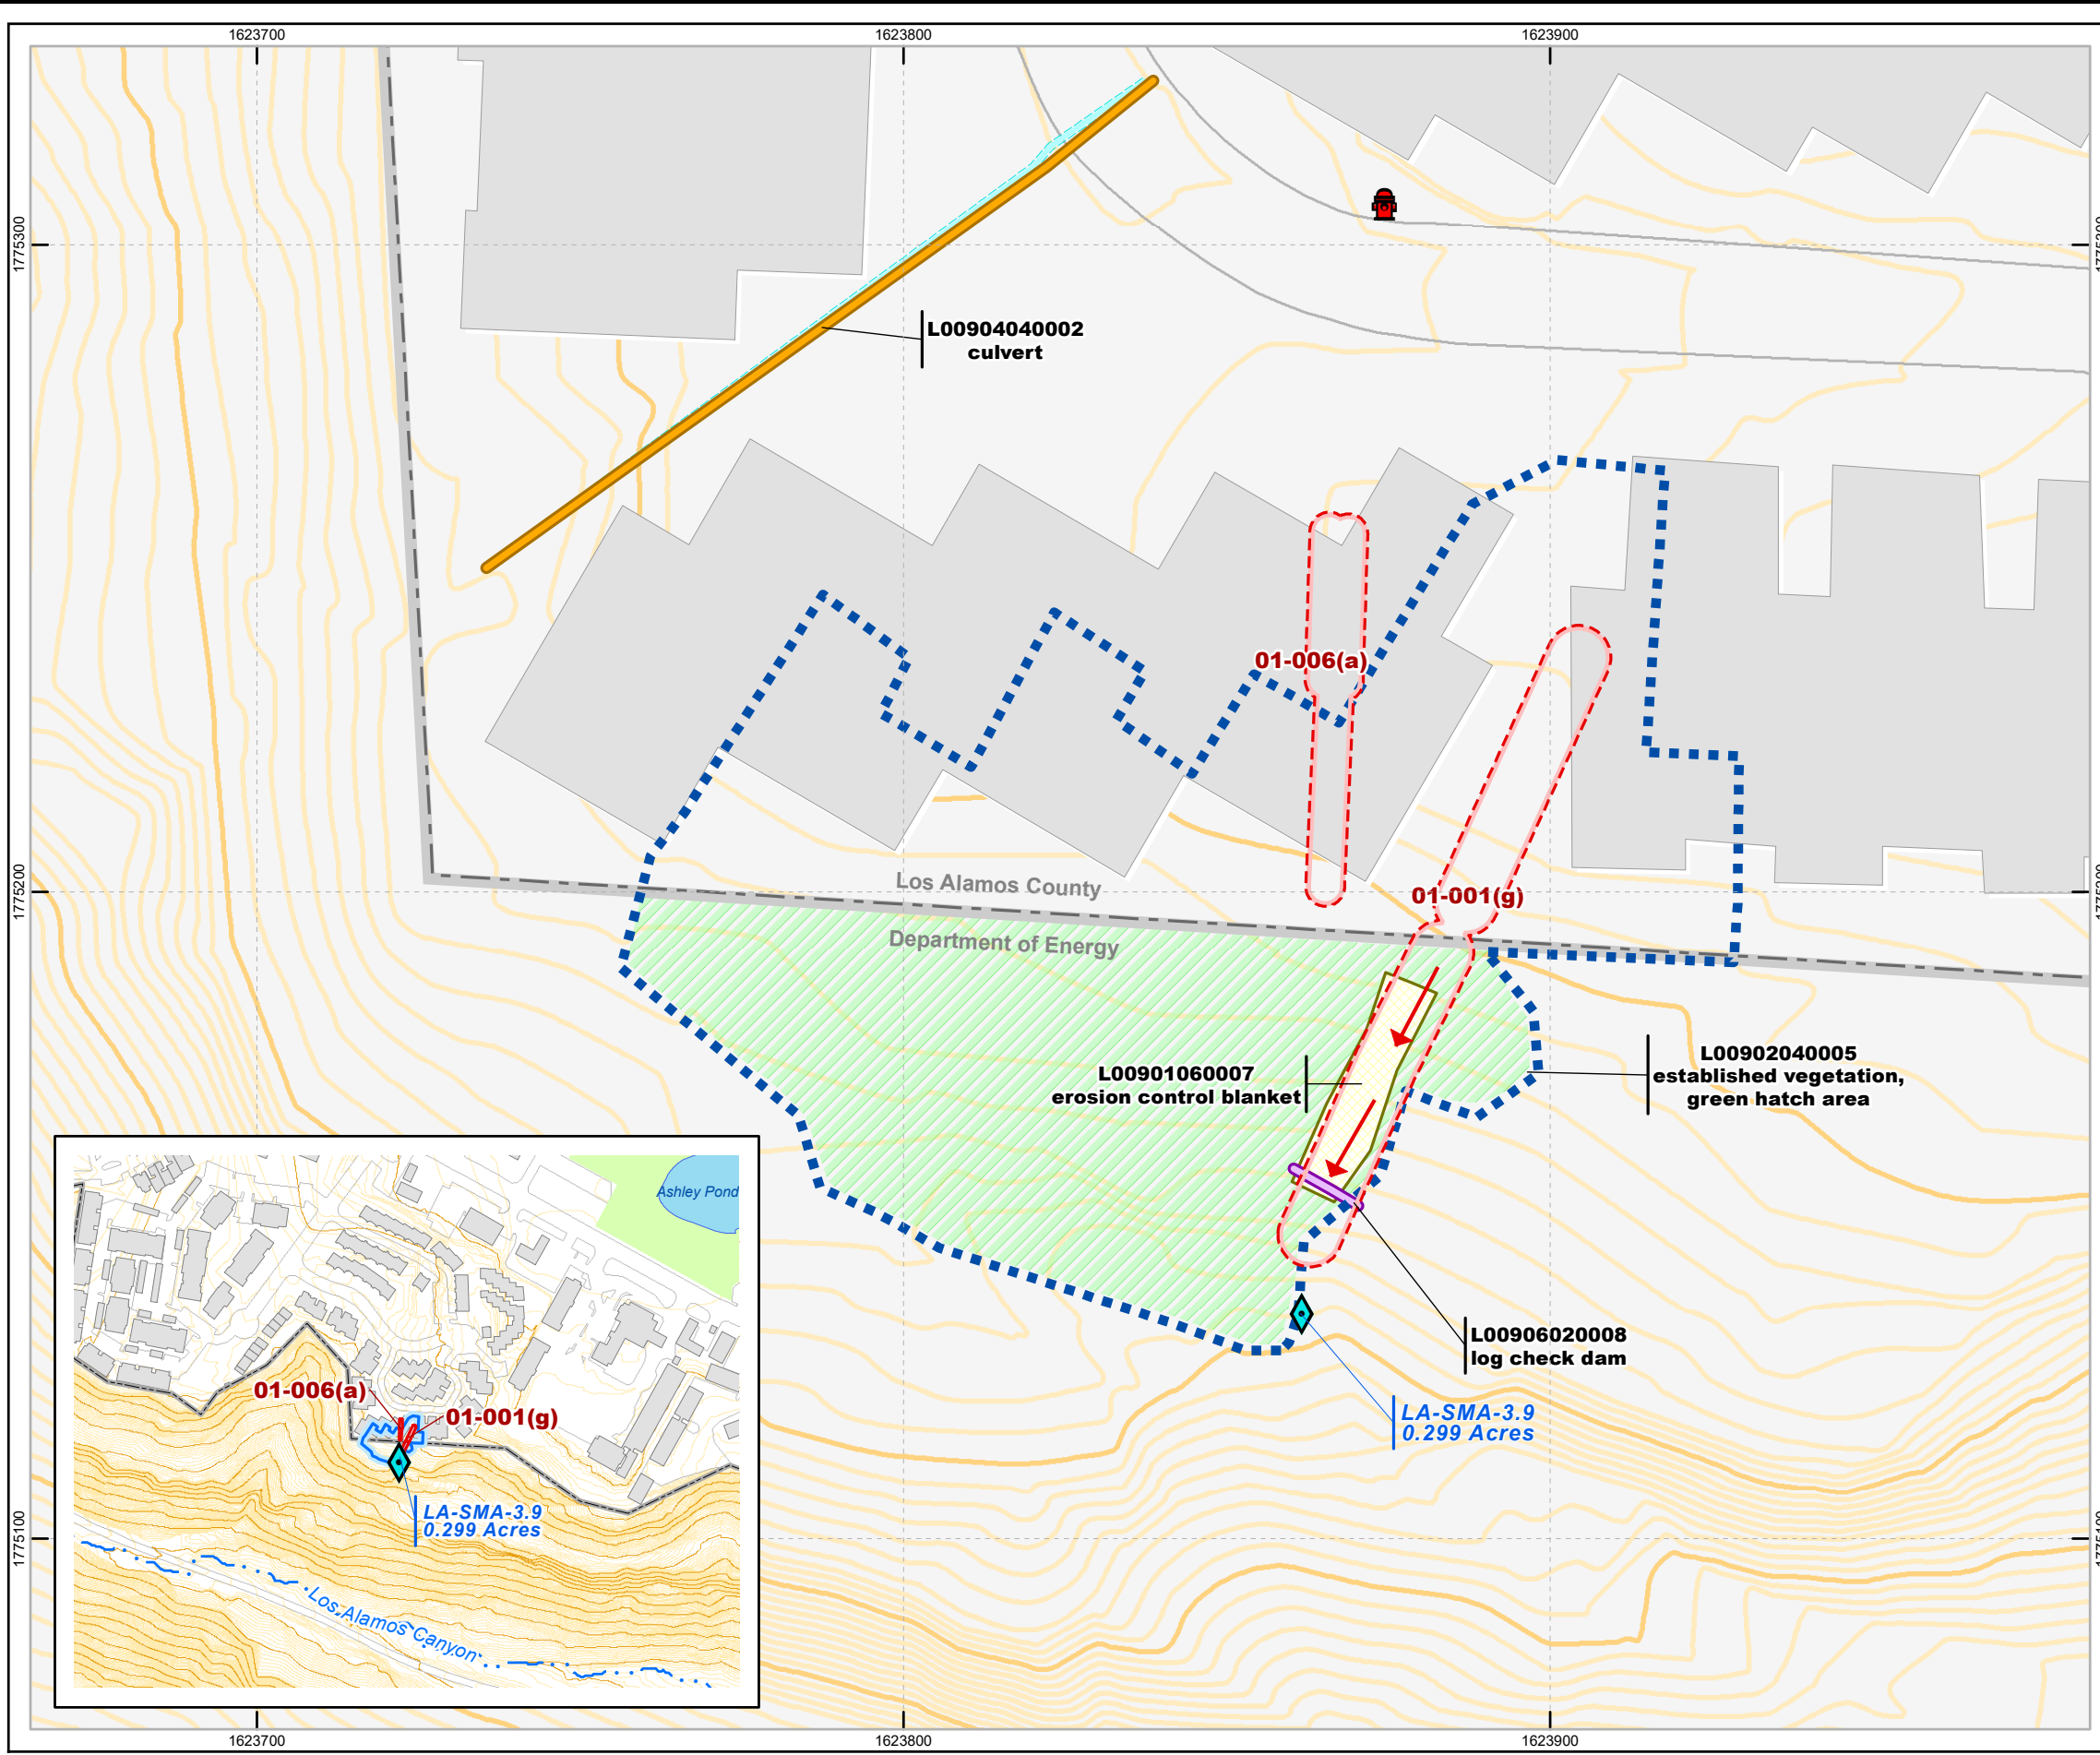 1623700
1623800
1623900
1775300
1775300
L00904040002
culvert
01-006(a)
1775200
1775200
Los Alamos County
01-001(g)
Department of Energy
L00901060007
erosion control blanket
L00902040005
established vegetation,
green hatch area
L00906020008
log check dam
LA-SMA-3.9
0.299 Acres
Ashley Pond
01-006(a)
01-001(g)
LA-SMA-3.9
0.299 Acres
Los Alamos Canyon
1775100
1775100
1623700
1623800
1623900